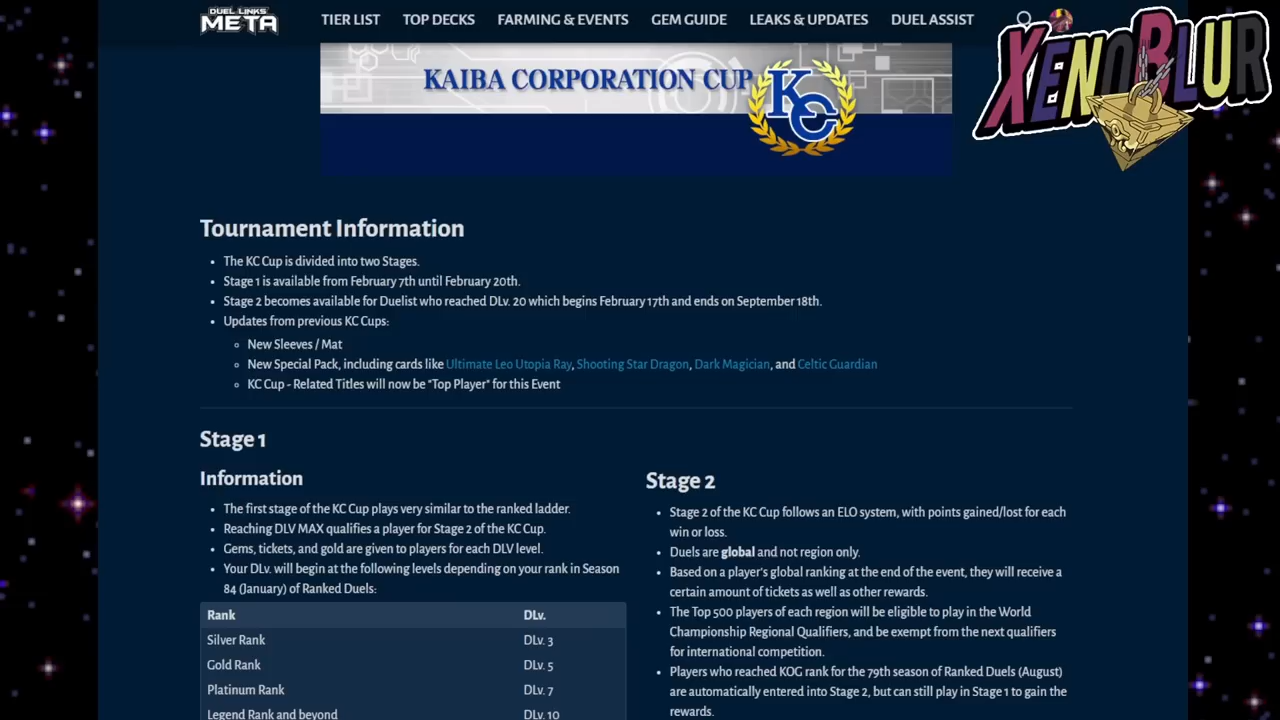 DUEL LINKS
META
TIER LIST
TOP DECKS
FARMING & EVENTS
GEM GUIDE
LEAKS & UPDATES
DUEL ASSIST
XENOBLUR
KAIBA CORPORATION CUP
KC
Tournament Information
The KC Cup is divided into two Stages.
Stage 1 is available from February 7th until February 20th.
Stage 2 becomes available for Duelist who reached DLv. 20 which begins February 17th and ends on September 18th.
Updates from previous KC Cups:
New Sleeves / Mat
New Special Pack, including cards like Ultimate Leo Utopia Ray, Shooting Star Dragon, Dark Magician, and Celtic Guardian
KC Cup - Related Titles will now be "Top Player" for this Event
Stage 1
Information
The first stage of the KC Cup plays very similar to the ranked ladder.
Reaching DLV MAX qualifies a player for Stage 2 of the KC Cup.
Gems, tickets, and gold are given to players for each DLV level.
Your DLv. will begin at the following levels depending on your rank in Season
84 (January) of Ranked Duels:
Rank DLv.
Silver Rank DLv. 3
Gold Rank DLv. 5
Platinum Rank DLv. 7
Legend Rank and beyond DLv. 10
Stage 2
Stage 2 of the KC Cup follows an ELO system, with points gained/lost for each
win or loss.
Duels are global and not region only.
Based on a player's global ranking at the end of the event, they will receive a
certain amount of tickets as well as other rewards.
The Top 500 players of each region will be eligible to play in the World
Championship Regional Qualifiers, and be exempt from the next qualifiers
for international competition.
Players who reached KOG rank for the 79th season of Ranked Duels (August)
are automatically entered into Stage 2, but can still play in Stage 1 to gain the
rewards.